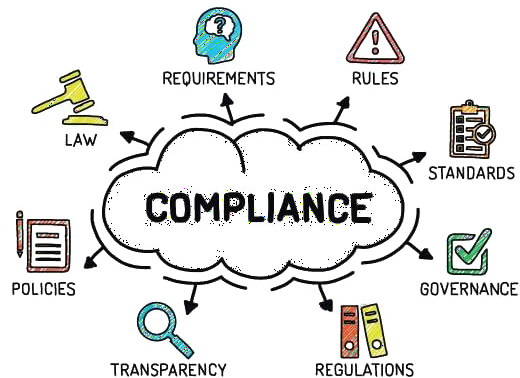 REQUIREMENTS
RULES
LAW
STANDARDS
COMPLIANCE
POLICIES
GOVERNANCE
TRANSPARENCY
REGULATIONS